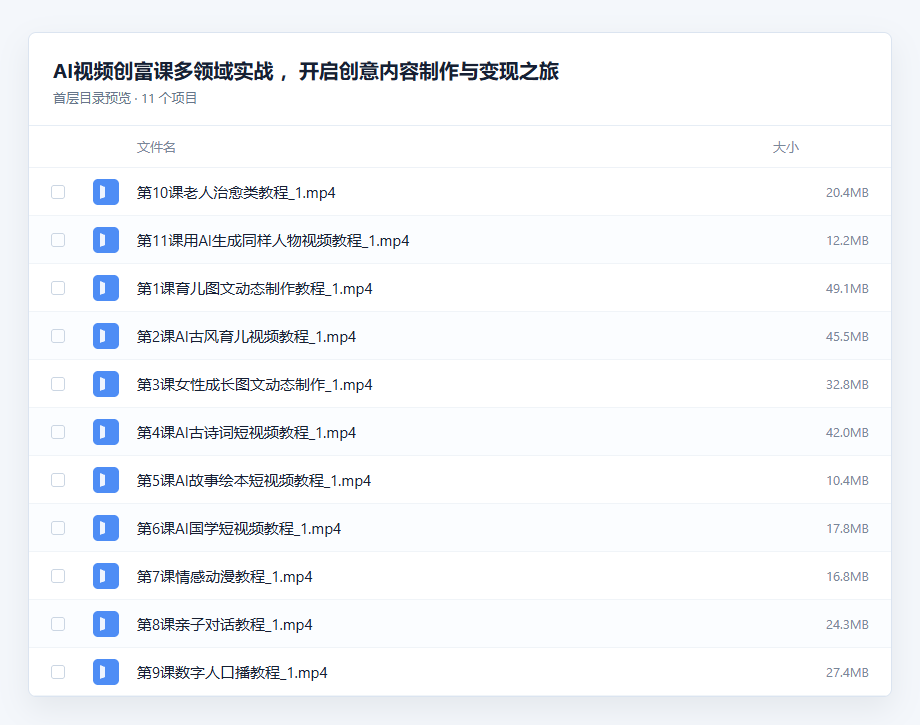 AI视频创富课多领域实战 ，开启创意内容制作与变现之旅
首层目录预览 · 11 个项目
文件名 大小
第10课老人治愈类教程_1.mp4 20.4MB
第11课用AI生成同样人物视频教程_1.mp4 12.2MB
第1课育儿图文动态制作教程_1.mp4 49.1MB
第2课AI古风育儿视频教程_1.mp4 45.5MB
第3课女性成长图文动态制作_1.mp4 32.8MB
第4课AI古诗词短视频教程_1.mp4 42.0MB
第5课AI故事绘本短视频教程_1.mp4 10.4MB
第6课AI国学短视频教程_1.mp4 17.8MB
第7课情感动漫教程_1.mp4 16.8MB
第8课亲子对话教程_1.mp4 24.3MB
第9课数字人口播教程_1.mp4 27.4MB